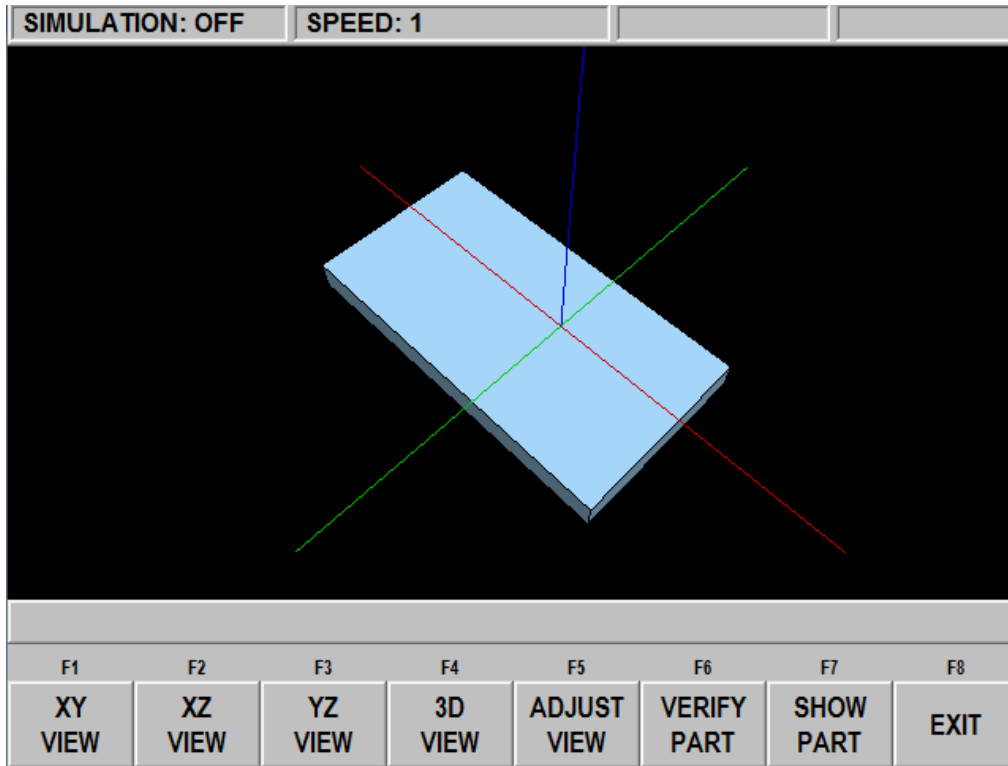 SIMULATION: OFF SPEED: 1
F1 F2 F3 F4 F5 F6 F7 F8
XY VIEW
XZ VIEW
YZ VIEW
3D VIEW
ADJUST VIEW
VERIFY PART
SHOW PART
EXIT